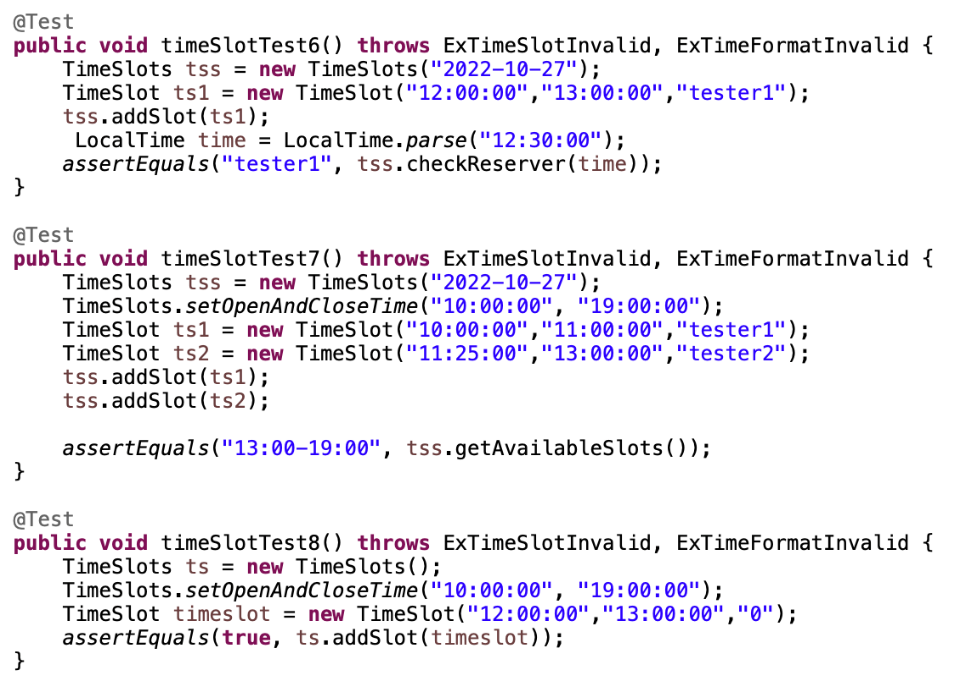 @Test
public void timeSlotTest6() throws ExTimeSlotInvalid, ExTimeFormatInvalid {
    TimeSlots tss = new TimeSlots("2022-10-27");
    TimeSlot ts1 = new TimeSlot("12:00:00","13:00:00","tester1");
    tss.addSlot(ts1);
     LocalTime time = LocalTime.parse("12:30:00");
    assertEquals("tester1", tss.checkReserver(time));
}

@Test
public void timeSlotTest7() throws ExTimeSlotInvalid, ExTimeFormatInvalid {
    TimeSlots tss = new TimeSlots("2022-10-27");
    TimeSlots.setOpenAndCloseTime("10:00:00", "19:00:00");
    TimeSlot ts1 = new TimeSlot("10:00:00","11:00:00","tester1");
    TimeSlot ts2 = new TimeSlot("11:25:00","13:00:00","tester2");
    tss.addSlot(ts1);
    tss.addSlot(ts2);

    assertEquals("13:00-19:00", tss.getAvailableSlots());
}

@Test
public void timeSlotTest8() throws ExTimeSlotInvalid, ExTimeFormatInvalid {
    TimeSlots ts = new TimeSlots();
    TimeSlots.setOpenAndCloseTime("10:00:00", "19:00:00");
    TimeSlot timeslot = new TimeSlot("12:00:00","13:00:00","0");
    assertEquals(true, ts.addSlot(timeslot));
}